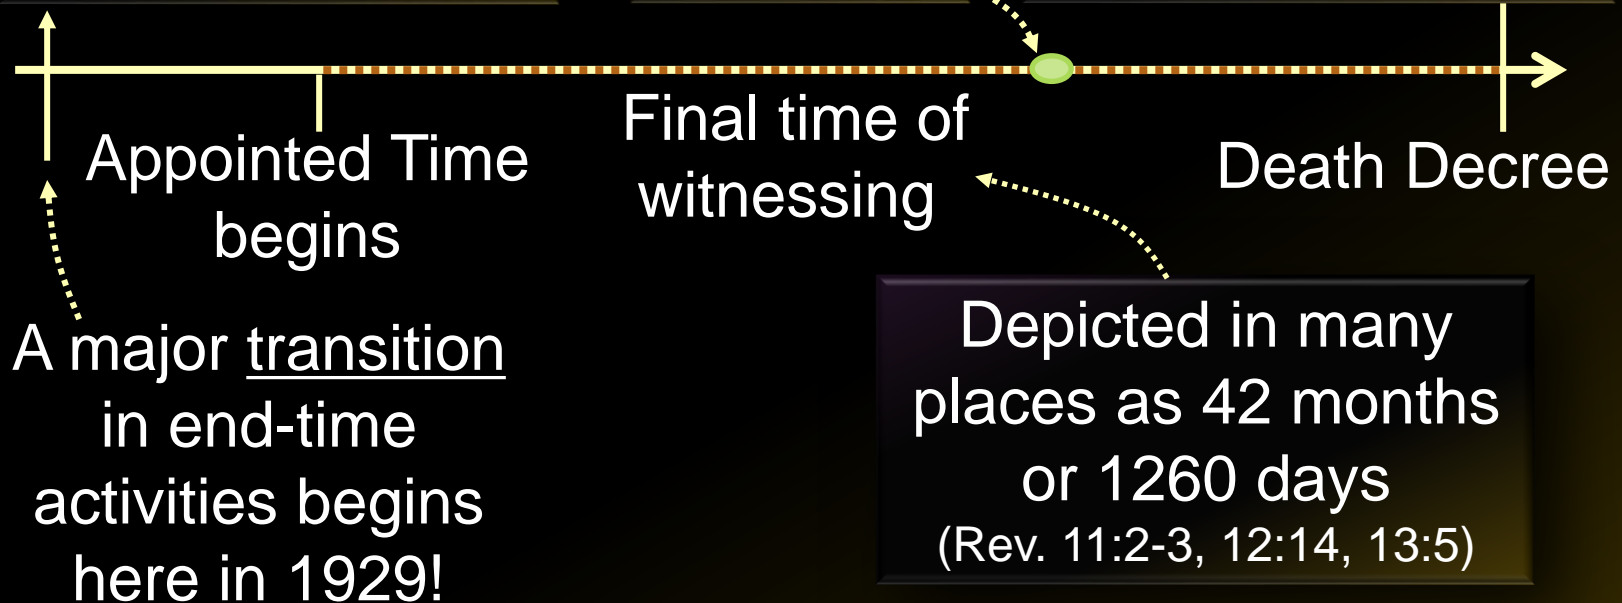 Appointed Time
begins
Final time of
witnessing
Death Decree
A major transition
in end-time
activities begins
here in 1929!
Depicted in many
places as 42 months
or 1260 days
(Rev. 11:2-3, 12:14, 13:5)